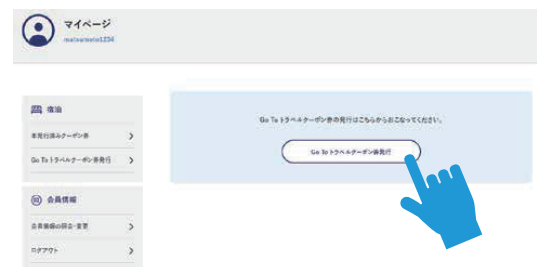 マイページ
matsumoto1234
宿泊
未発行済みクーポン券
Go To トラベルクーポン券発行
会員情報
会員情報の照会・変更
ログアウト
Go To トラベルクーポン券の発行はこちらからおこなってください。
Go To トラベルクーポン券発行